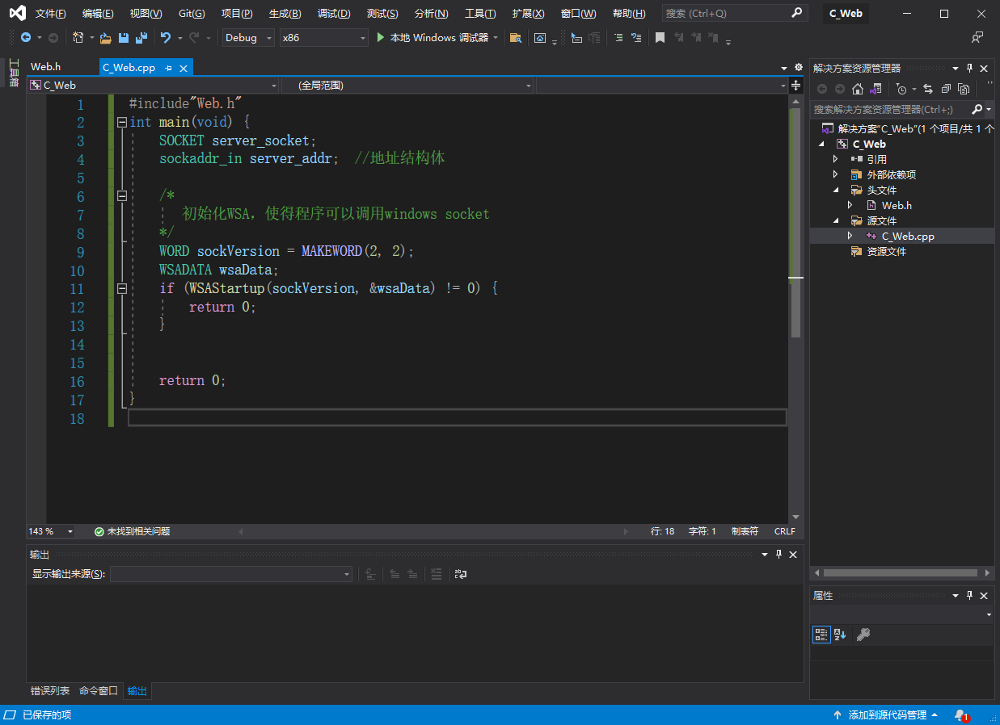 文件(F) 编辑(E) 视图(V) Git(G) 项目(P) 生成(B) 调试(D) 测试(S) 分析(N) 工具(T) 扩展(X) 窗口(W) 帮助(H) 搜索 (Ctrl+Q) C_Web
Debug x86 本地 Windows 调试器
工具箱
Web.h C_Web.cpp
C_Web (全局范围)
1 #include"Web.h"
2 int main(void) {
3 SOCKET server_socket;
4 sockaddr_in server_addr; //地址结构体
5
6 /*
7 初始化WSA，使得程序可以调用windows socket
8 */
9 WORD sockVersion = MAKEWORD(2, 2);
10 WSADATA wsaData;
11 if (WSAStartup(sockVersion, &wsaData) != 0) {
12 return 0;
13 }
14
15
16 return 0;
17 }
18
143 % 未找到相关问题 行: 18 字符: 1 制表符 CRLF
输出
显示输出来源(S):
错误列表 命令窗口 输出
解决方案资源管理器
搜索解决方案资源管理器(Ctrl+;)
解决方案"C_Web"(1 个项目/共 1 个
C_Web
引用
外部依赖项
头文件
Web.h
源文件
C_Web.cpp
资源文件
属性
已保存的项 添加到源代码管理 1